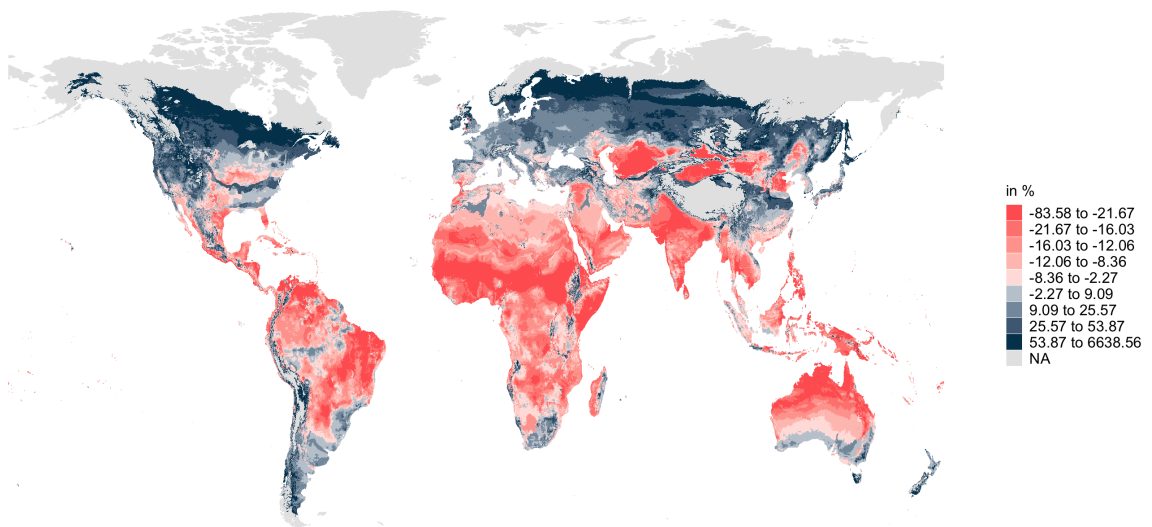 in %
-83.58 to -21.67
-21.67 to -16.03
-16.03 to -12.06
-12.06 to -8.36
-8.36 to -2.27
-2.27 to 9.09
9.09 to 25.57
25.57 to 53.87
53.87 to 6638.56
NA